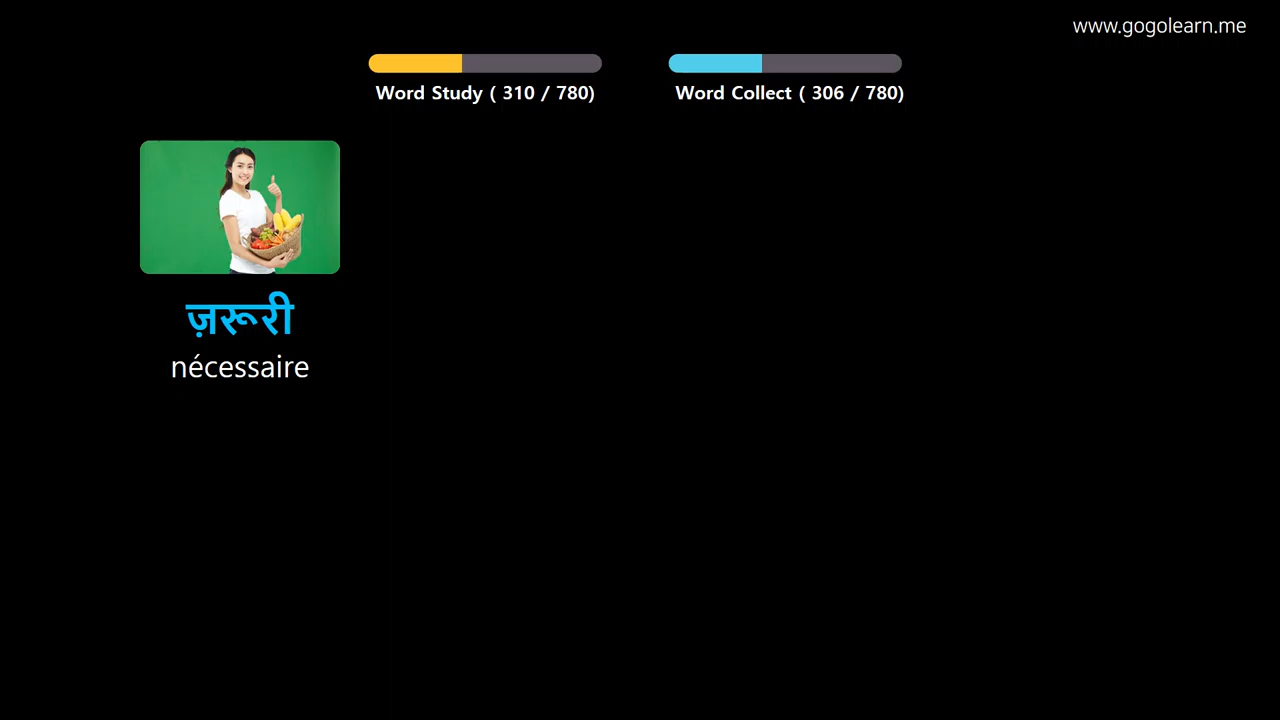 www.gogolearn.me
Word Study ( 310 / 780)
Word Collect ( 306 / 780)
ज़रूरी
nécessaire